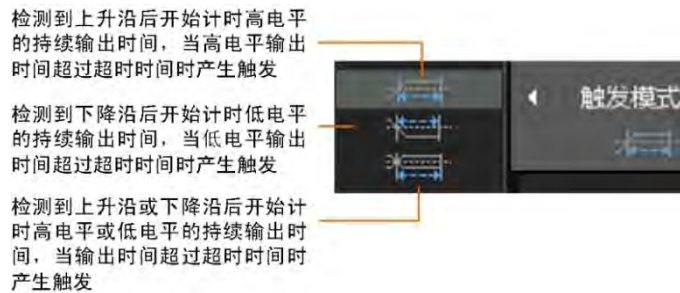 检测到上升沿后开始计时高电平
的持续输出时间，当高电平输出
时间超过超时时间时产生触发
检测到下降沿后开始计时低电平
的持续输出时间，当低电平输出
时间超过超时时间时产生触发
检测到上升沿或下降沿后开始计
时高电平或低电平的持续输出时
间，当输出时间超过超时时间时
产生触发
触发模式